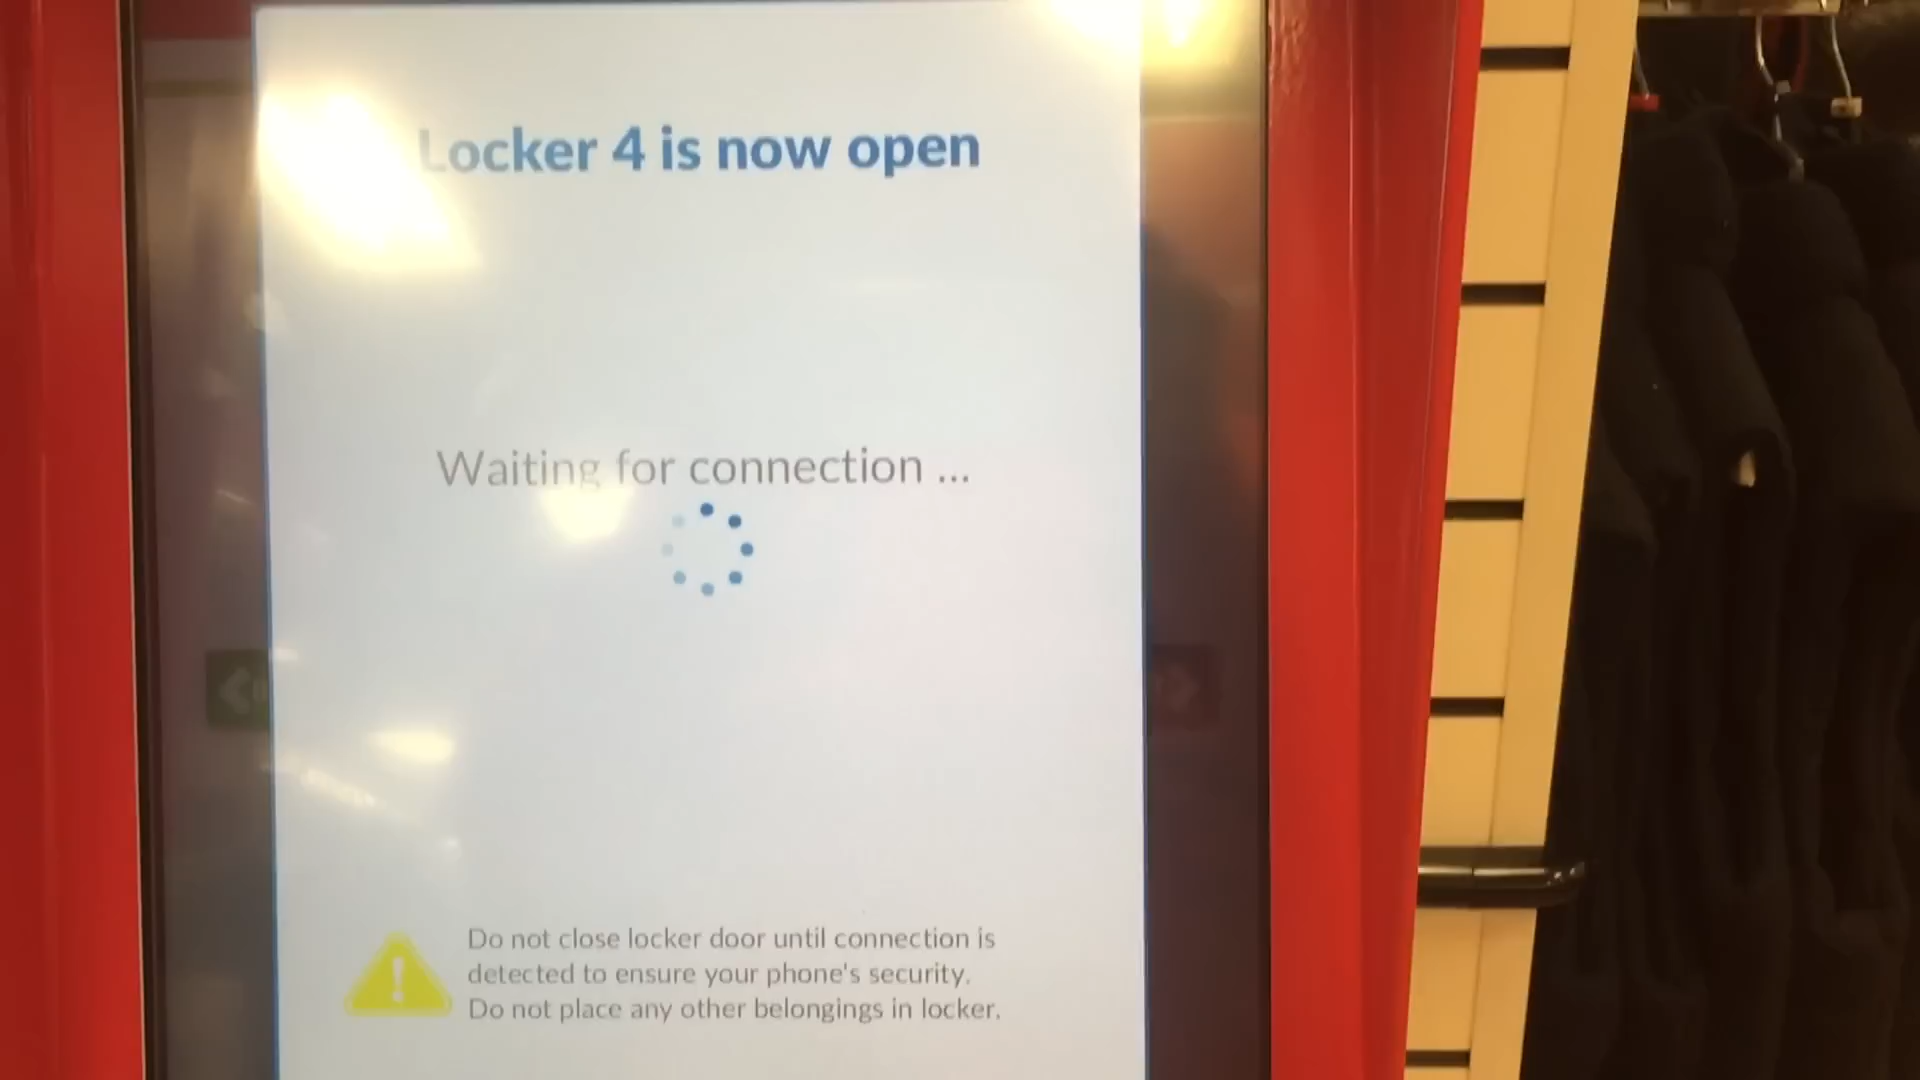 Locker 4 is now open
Waiting for connection ...
Do not close locker door until connection is
detected to ensure your phone's security.
Do not place any other belongings in locker.